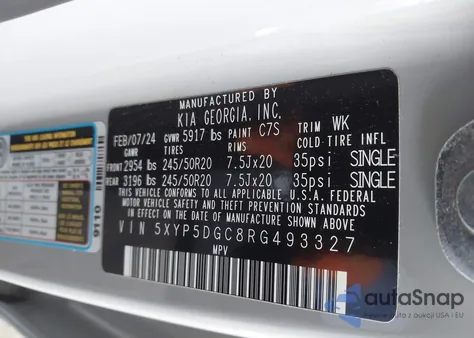 MANUFACTURED BY
KIA GEORGIA, INC.
FEB/07/24 GVWR 5917 lbs PAINT C7S TRIM WK
GAWR TIRES RIMS COLD TIRE INFL
FRONT 2954 lbs 245/50R20 7.5Jx20 35psi SINGLE
REAR 3196 lbs 245/50R20 7.5Jx20 35psi SINGLE
THIS VEHICLE CONFORMS TO ALL APPLICABLE U.S.A. FEDERAL
MOTOR VEHICLE SAFETY AND THEFT PREVENTION STANDARDS
IN EFFECT ON THE DATE OF MANUFACTURE SHOWN ABOVE.
VIN 5XYP5DGC8RG493327
MPV
9110
autaSnap